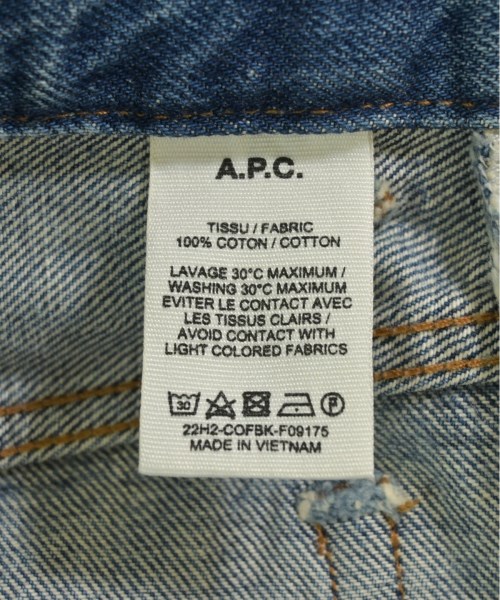 A.P.C.
TISSU / FABRIC
100% COTON / COTTON
LAVAGE 30°C MAXIMUM /
WASHING 30°C MAXIMUM
EVITER LE CONTACT AVEC
LES TISSUS CLAIRS /
AVOID CONTACT WITH
LIGHT COLORED FABRICS
30 P
22H2-COFBK-F09175
MADE IN VIETNAM